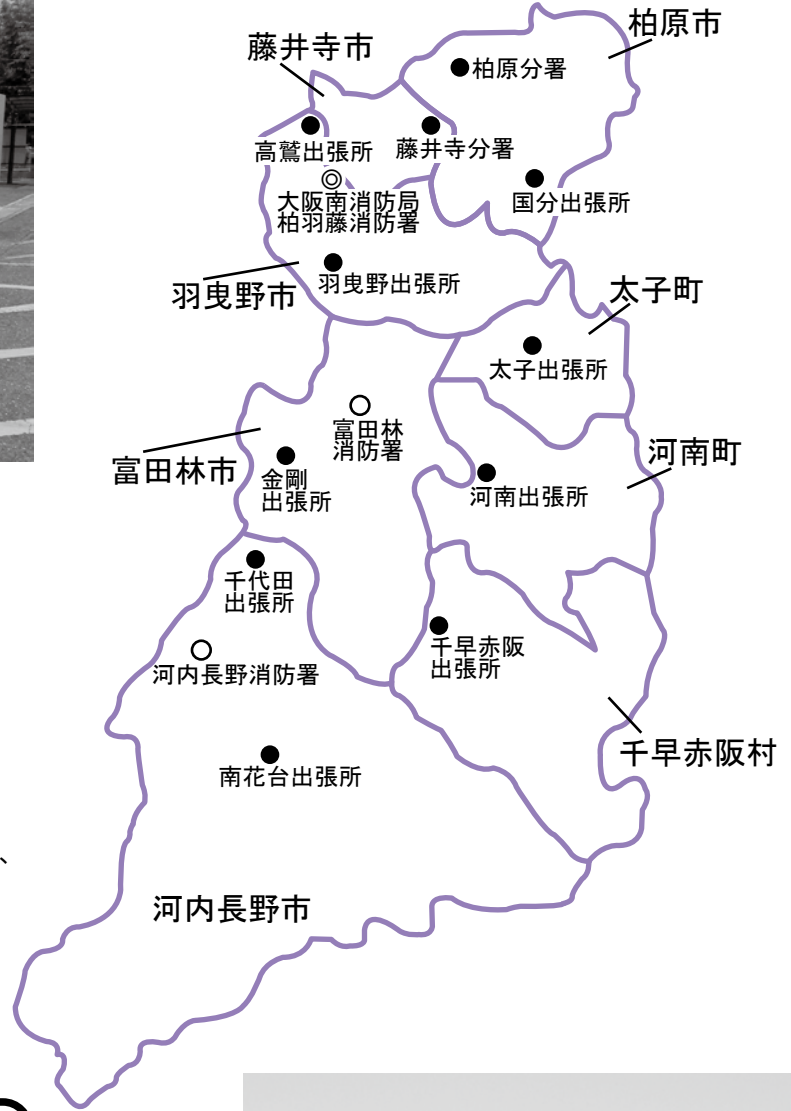 柏原市
藤井寺市
柏原分署
高鷲出張所
藤井寺分署
大阪南消防局
柏羽藤消防署
国分出張所
羽曳野市
羽曳野出張所
太子町
太子出張所
富田林
消防署
富田林市
金剛
出張所
河南町
河南出張所
千代田
出張所
河内長野消防署
千早赤阪
出張所
千早赤阪村
南花台出張所
、
河内長野市